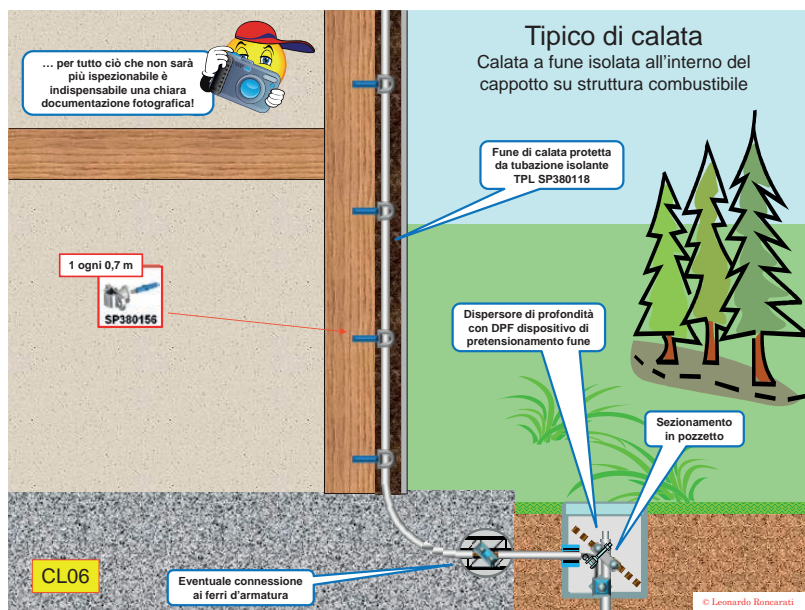 Tipico di calata
Calata a fune isolata all'interno del
cappotto su struttura combustibile
... per tutto ciò che non sarà
più ispezionabile è
indispensabile una chiara
documentazione fotografica!
Fune di calata protetta
da tubazione isolante
TPL SP380118
1 ogni 0,7 m
SP380156
Dispersore di profondità
con DPF dispositivo di
pretensionamento fune
Sezionamento
in pozzetto
CL06
Eventuale connessione
ai ferri d'armatura
© Leonardo Roncarati